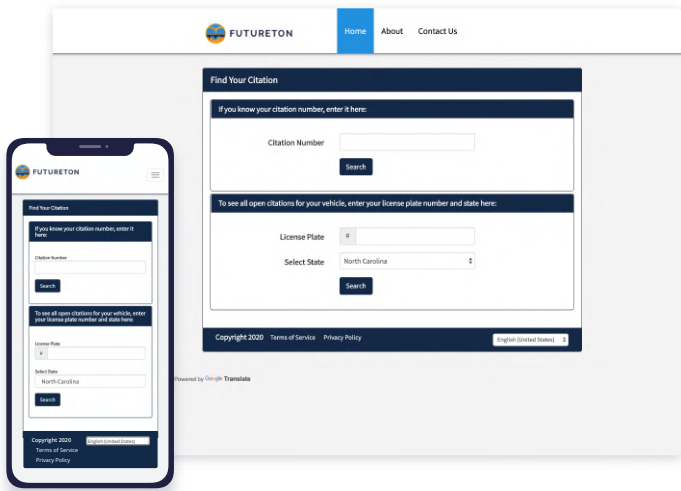 FUTURETON
Home About Contact Us
Find Your Citation
If you know your citation number, enter it here:
Citation Number
Search
To see all open citations for your vehicle, enter your license plate number and state here:
License Plate #
Select State North Carolina
Search
Copyright 2020 Terms of Service Privacy Policy English (United States)
Powered by Google Translate
FUTURETON
Find Your Citation
If you know your citation number, enter it
here:
Citation Number
Search
To see all open citations for your vehicle, enter
your license plate number and state here:
License Plate
#
Select State
North Carolina
Search
Copyright 2020 English (United States)
Terms of Service
Privacy Policy